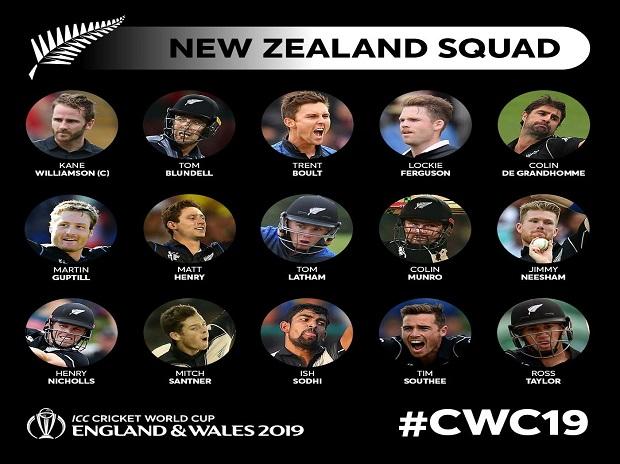 NEW ZEALAND SQUAD
KANE
WILLIAMSON (C)
TOM
BLUNDELL
TRENT
BOULT
LOCKIE
FERGUSON
COLIN
DE GRANDHOMME
MARTIN
GUPTILL
MATT
HENRY
TOM
LATHAM
COLIN
MUNRO
JIMMY
NEESHAM
HENRY
NICHOLLS
MITCH
SANTNER
ISH
SODHI
TIM
SOUTHEE
ROSS
TAYLOR
ICC CRICKET WORLD CUP
ENGLAND & WALES 2019
#CWC19